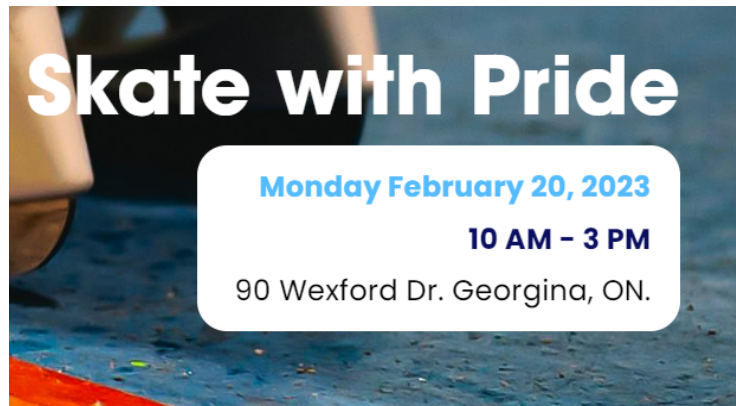 Skate with Pride
Monday February 20, 2023
10 AM - 3 PM
90 Wexford Dr. Georgina, ON.